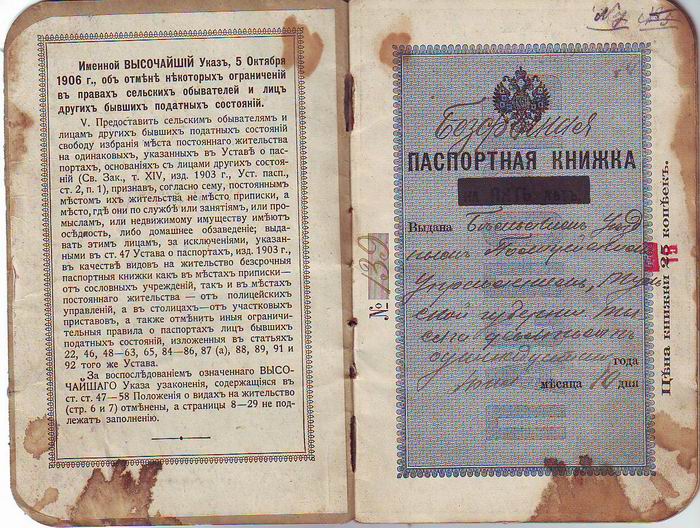 Именной ВЫСОЧАЙШІЙ Указъ, 5 Октября
1906 г., объ отмѣнѣ нѣкоторыхъ ограниченій
въ правахъ сельскихъ обывателей и лицъ
другихъ бывшихъ податныхъ состояній.
V. Предоставить сельскимъ обывателямъ и
лицамъ другихъ бывшихъ податныхъ состояній
свободу избранія мѣста постояннаго жительства
на одинаковыхъ, указанныхъ въ Уставѣ о пас-
портахъ, основаніяхъ съ лицами другихъ состоя-
ній (Св. Зак., т. XIV, изд. 1903 г., Уст. пасп.,
ст. 2, п. 1), признавъ, согласно сему, постояннымъ
мѣстомъ ихъ жительства не мѣсто приписки, а
мѣсто, гдѣ они по службѣ или занятіямъ, или про-
мысламъ, или недвижимому имуществу имѣютъ
осѣдлость, либо домашнее обзаведеніе; выда-
вать этимъ лицамъ, за исключеніями, указан-
ными въ ст. 47 Устава о паспортахъ, изд. 1903 г.,
въ качествѣ видовъ на жительство безсрочныя
паспортныя книжки какъ въ мѣстахъ приписки—
отъ сословныхъ учрежденій, такъ и въ мѣстахъ
постояннаго жительства — отъ полицейскихъ
управленій, а въ столицахъ—отъ участковыхъ
приставовъ, а также отмѣнить иныя ограничи-
тельныя правила о паспортахъ лицъ бывшихъ
податныхъ состояній, изложенныя въ статьяхъ
22, 46, 48—63, 65, 84—86, 87 (а), 88, 89, 91 и
92 того же Устава.
За воспослѣдованіемъ означеннаго ВЫСО-
ЧАЙШАГО Указа узаконенія, содержащіяся въ
ст. ст. 47—58 Положенія о видахъ на жительство
(стр. 6 и 7) отмѣнены, а страницы 8—29 не под-
лежатъ заполненію.
Безсрочная
ПАСПОРТНАЯ КНИЖКА
Выдана
Полицейским
Управлением,
ской губернии
года
мѣсяца 16 дня
№ 139
Цѣна книжки 25 копѣекъ.
15